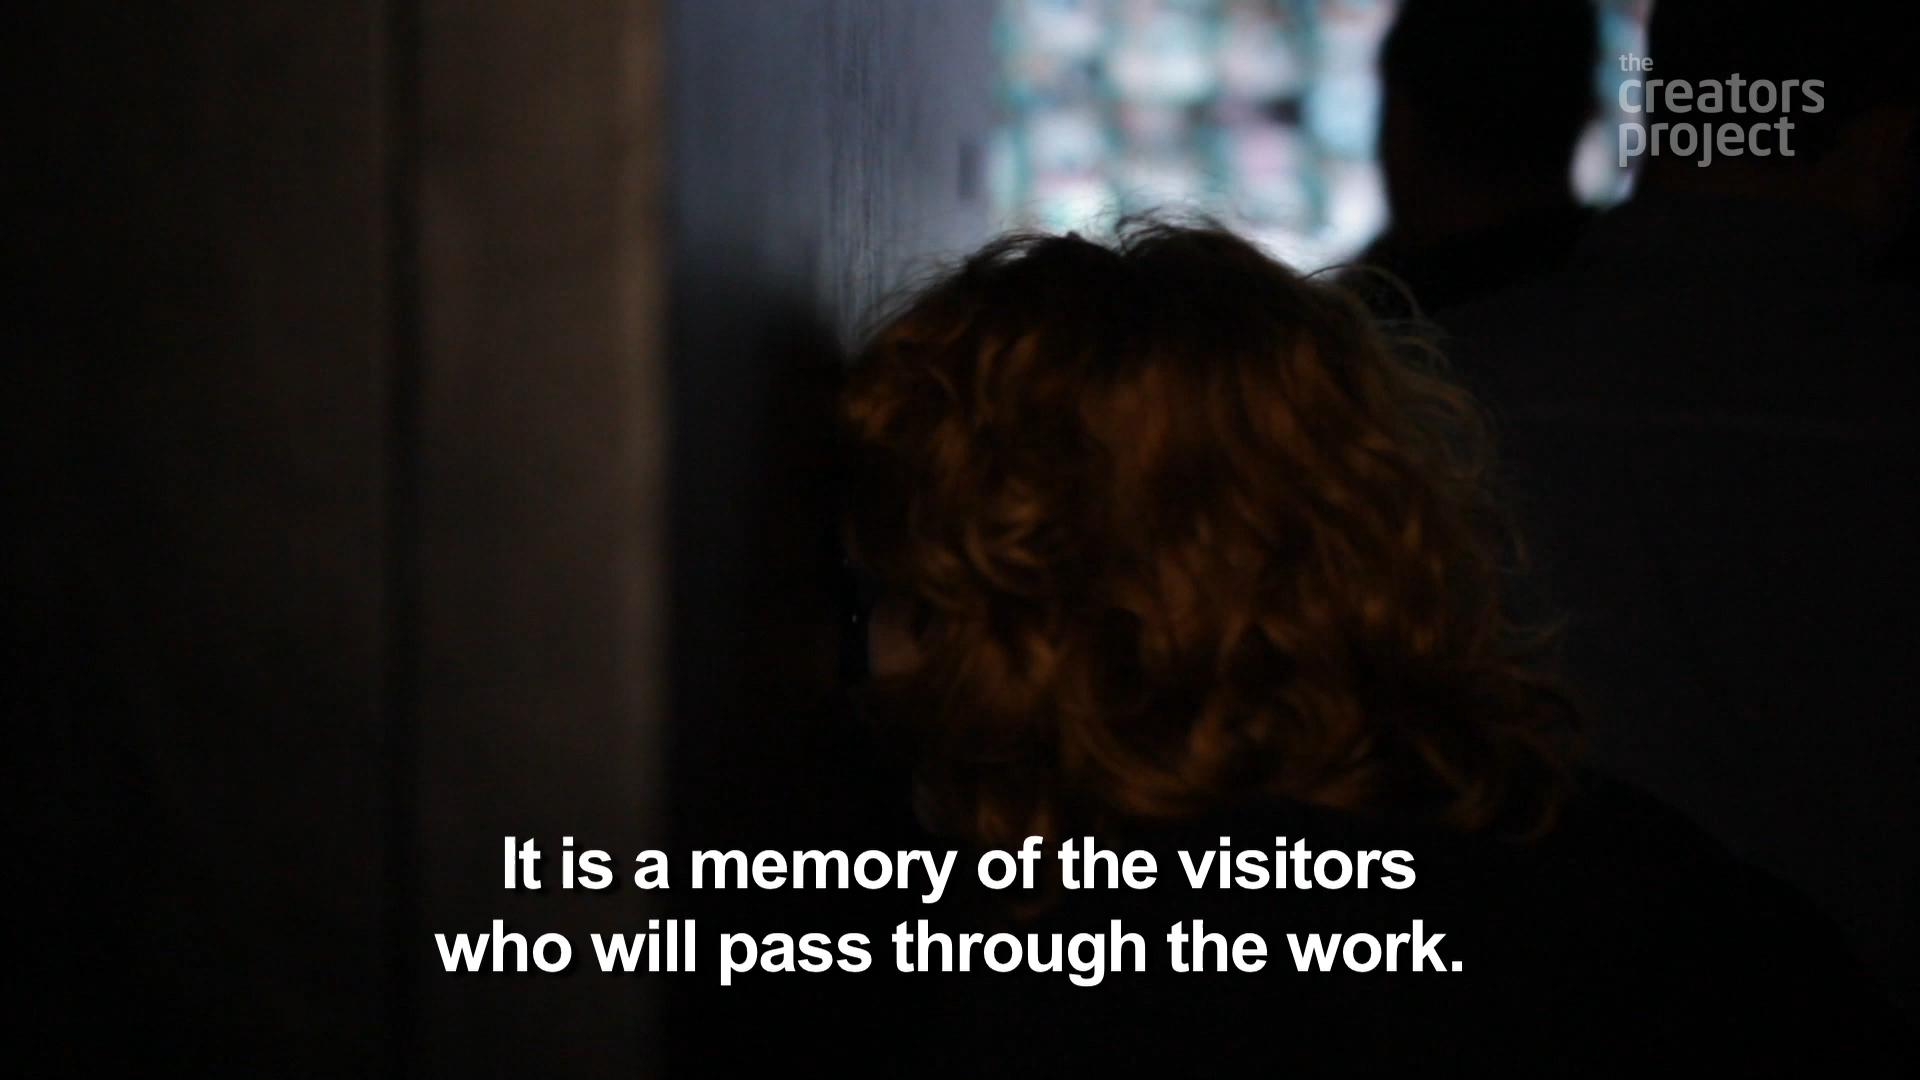 the
creators
project
It is a memory of the visitors
who will pass through the work.